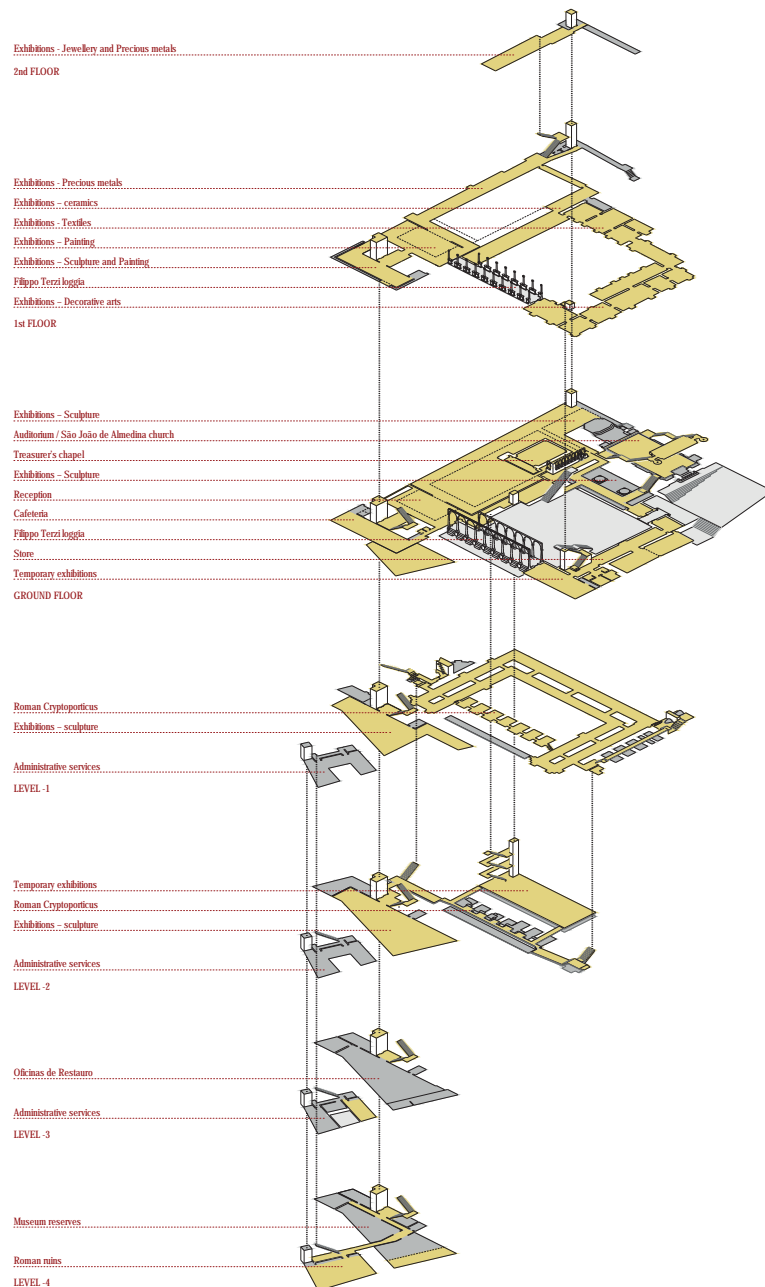 Exhibitions - Jewellery and Precious metals
2nd FLOOR
Exhibitions - Precious metals
Exhibitions – ceramics
Exhibitions - Textiles
Exhibitions – Painting
Exhibitions – Sculpture and Painting
Filippo Terzi loggia
Exhibitions – Decorative arts
1st FLOOR
Exhibitions – Sculpture
Auditorium / São João de Almedina church
Treasurer's chapel
Exhibitions – Sculpture
Reception
Cafeteria
Filippo Terzi loggia
Store
Temporary exhibitions
GROUND FLOOR
Roman Cryptoporticus
Exhibitions – sculpture
Administrative services
LEVEL -1
Temporary exhibitions
Roman Cryptoporticus
Exhibitions – sculpture
Administrative services
LEVEL -2
Oficinas de Restauro
Administrative services
LEVEL -3
Museum reserves
Roman ruins
LEVEL -4